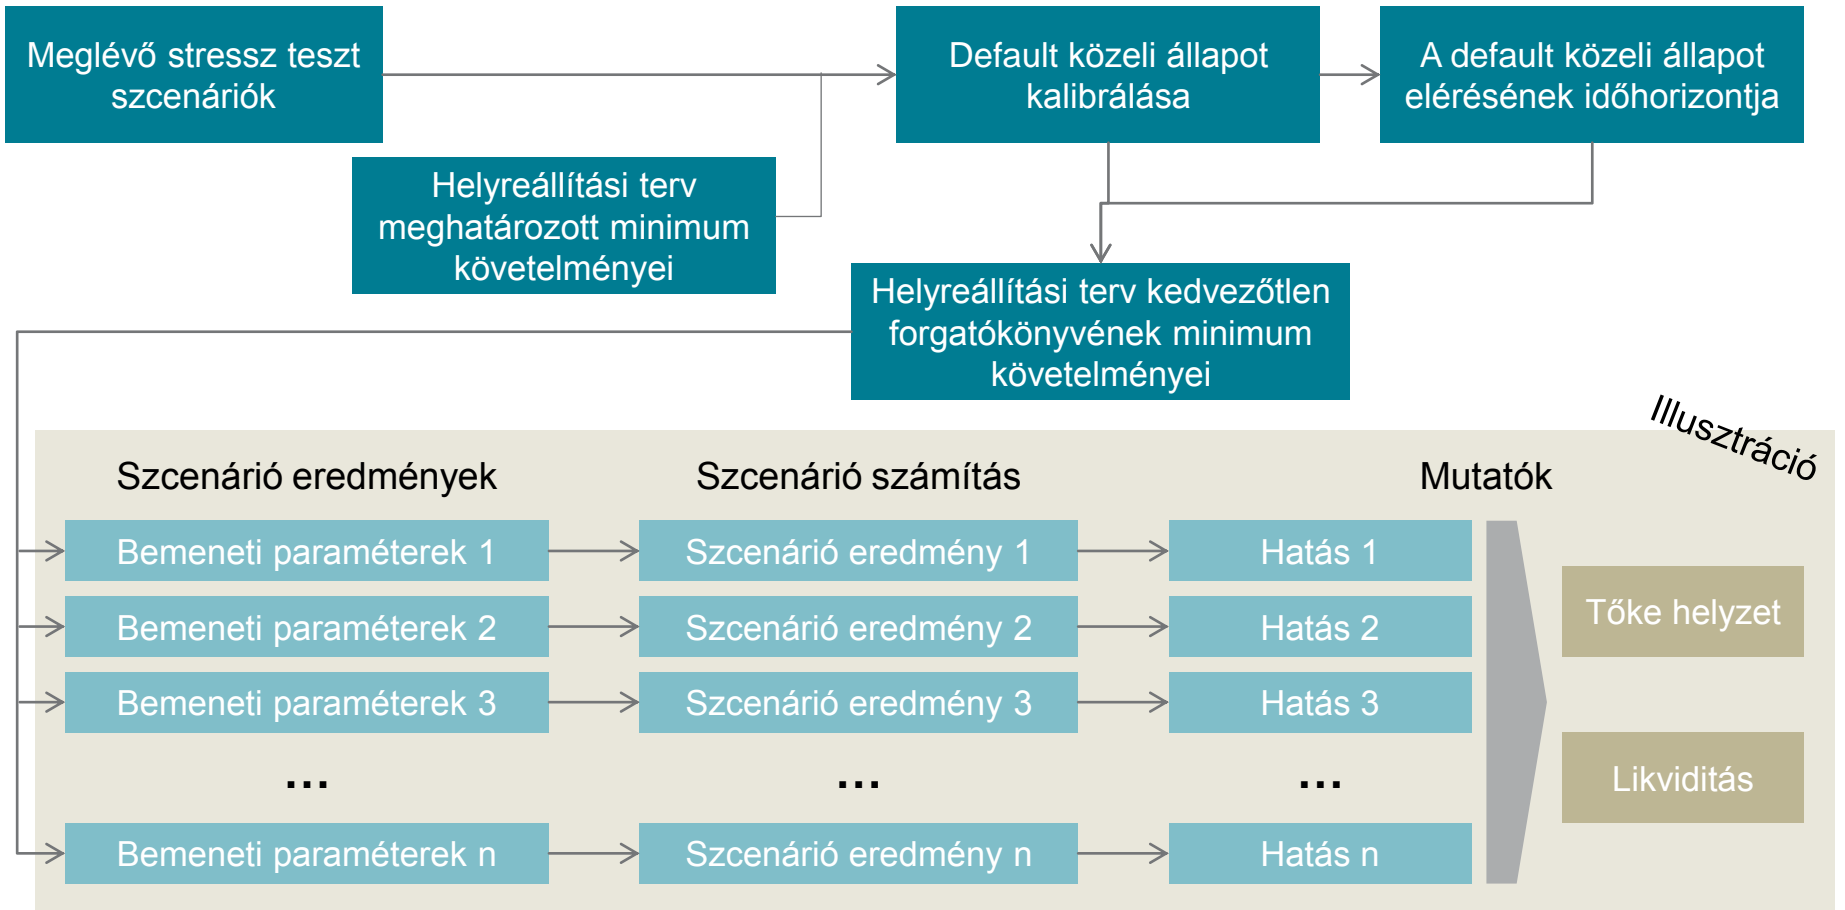 Meglévő stressz teszt
szcenáriók
Default közeli állapot
kalibrálása
A default közeli állapot
elérésének időhorizontja
Helyreállítási terv
meghatározott minimum
követelményei
Helyreállítási terv kedvezőtlen
forgatókönyvének minimum
követelményei
Illusztráció
Szcenárió eredmények
Szcenárió számítás
Mutatók
Bemeneti paraméterek 1
Szcenárió eredmény 1
Hatás 1
Bemeneti paraméterek 2
Szcenárió eredmény 2
Hatás 2
Tőke helyzet
Bemeneti paraméterek 3
Szcenárió eredmény 3
Hatás 3
...
...
...
Likviditás
Bemeneti paraméterek n
Szcenárió eredmény n
Hatás n